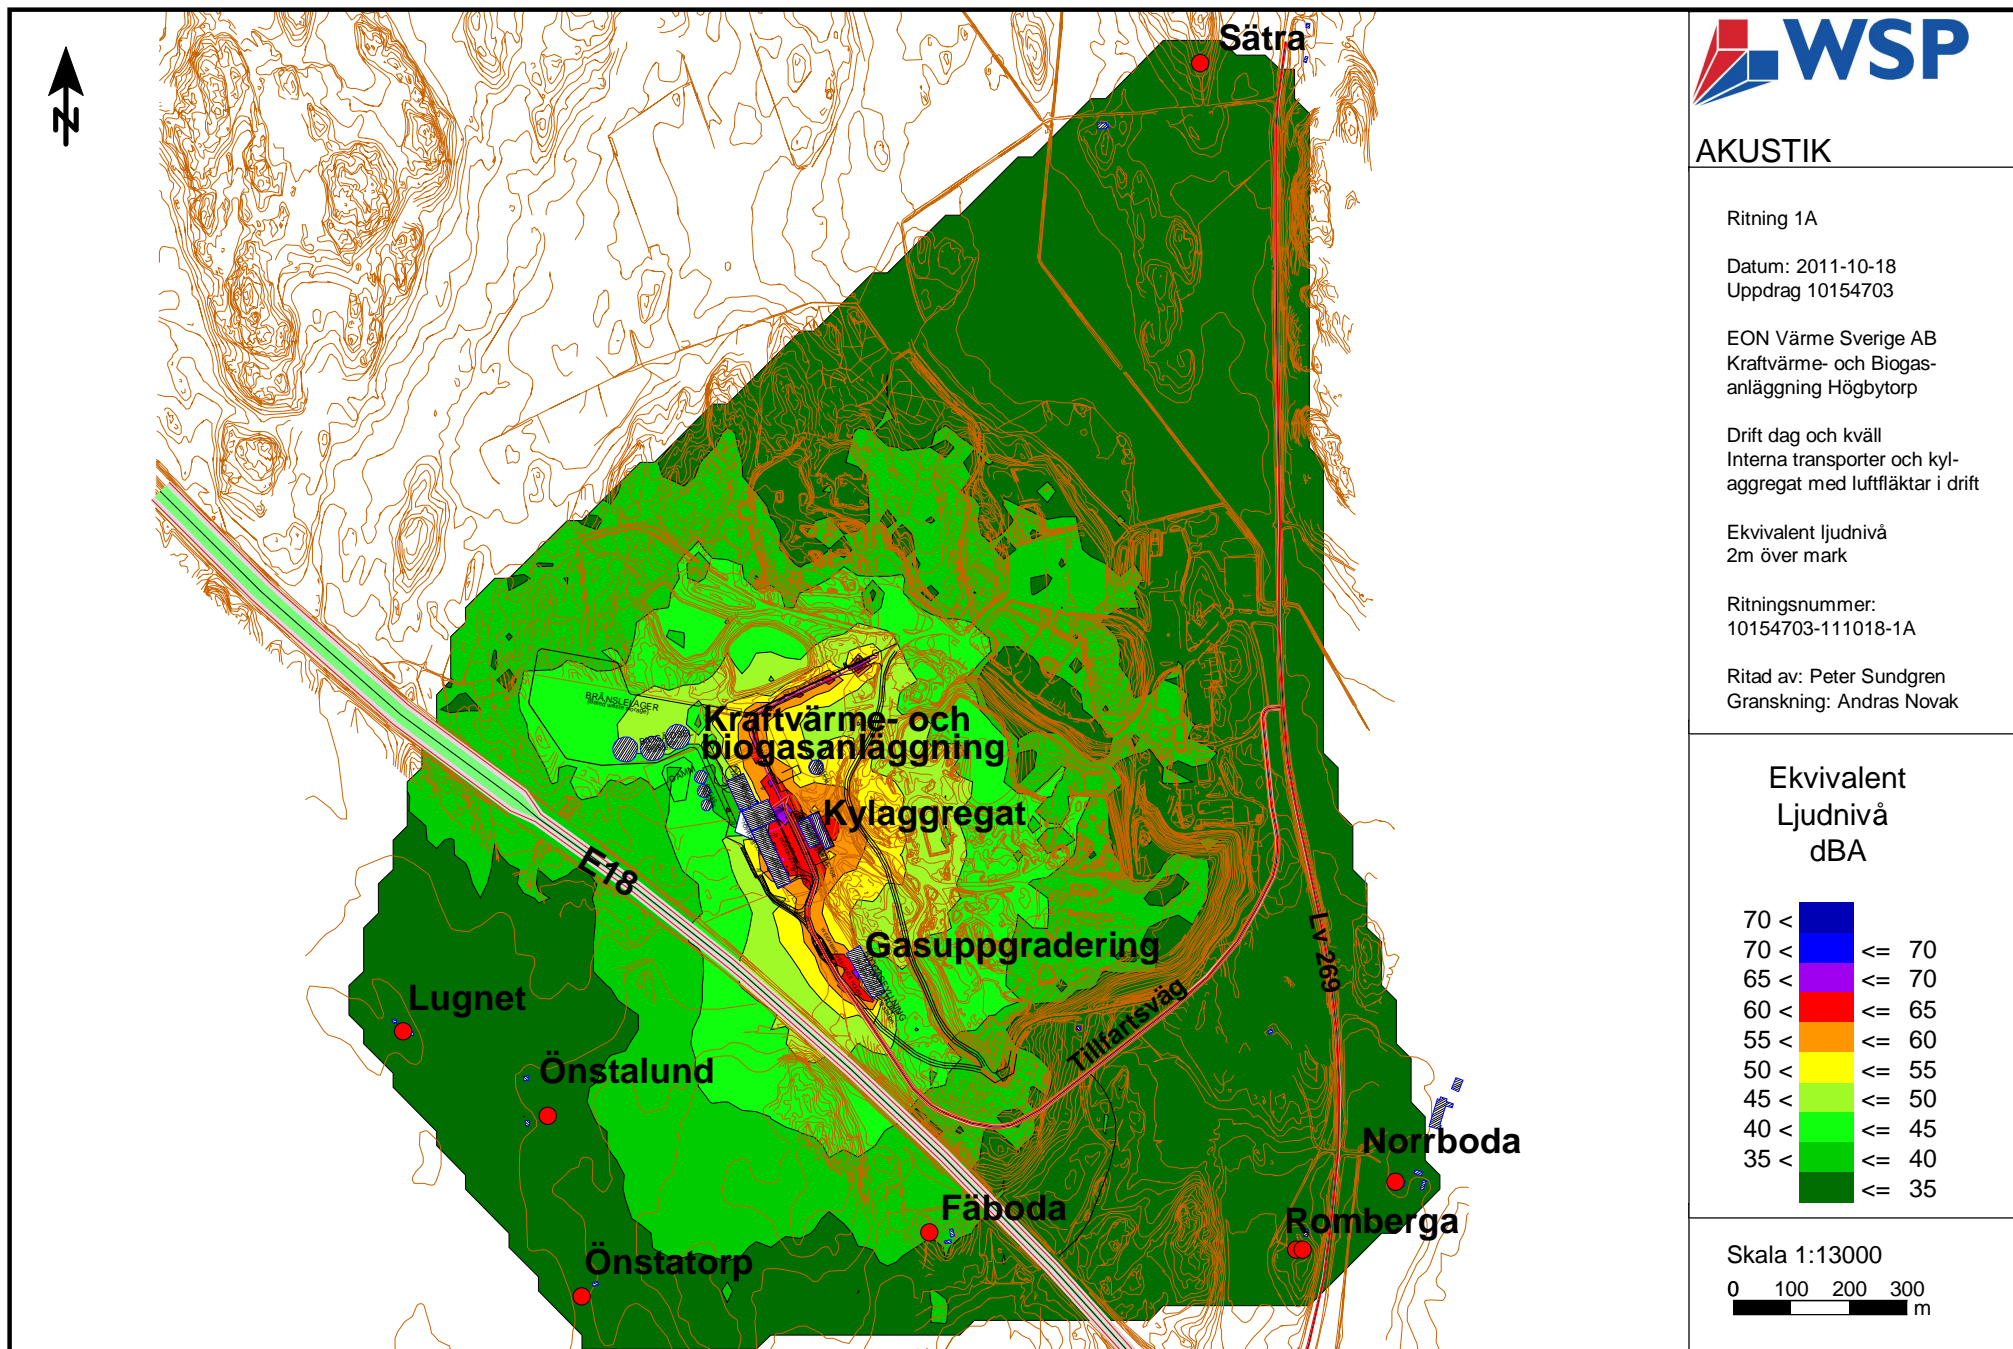 N
Sätra
BRÄNSLELAGER
Kraftvärme- och
biogasanläggning
DAMM
Kylaggregat
E18
Gasuppgradering
Lv 269
Tillfartsväg
Lugnet
Önstalund
Norrboda
Fäboda
Romberga
Önstatorp
WSP
AKUSTIK
Ritning 1A
Datum: 2011-10-18
Uppdrag 10154703
EON Värme Sverige AB
Kraftvärme- och Biogas-
anläggning Högbytorp
Drift dag och kväll
Interna transporter och kyl-
aggregat med luftfläktar i drift
Ekvivalent ljudnivå
2m över mark
Ritningsnummer:
10154703-111018-1A
Ritad av: Peter Sundgren
Granskning: Andras Novak
Ekvivalent
Ljudnivå
dBA
70 <
70 < <= 70
65 < <= 70
60 < <= 65
55 < <= 60
50 < <= 55
45 < <= 50
40 < <= 45
35 < <= 40
<= 35
Skala 1:13000
0 100 200 300
m